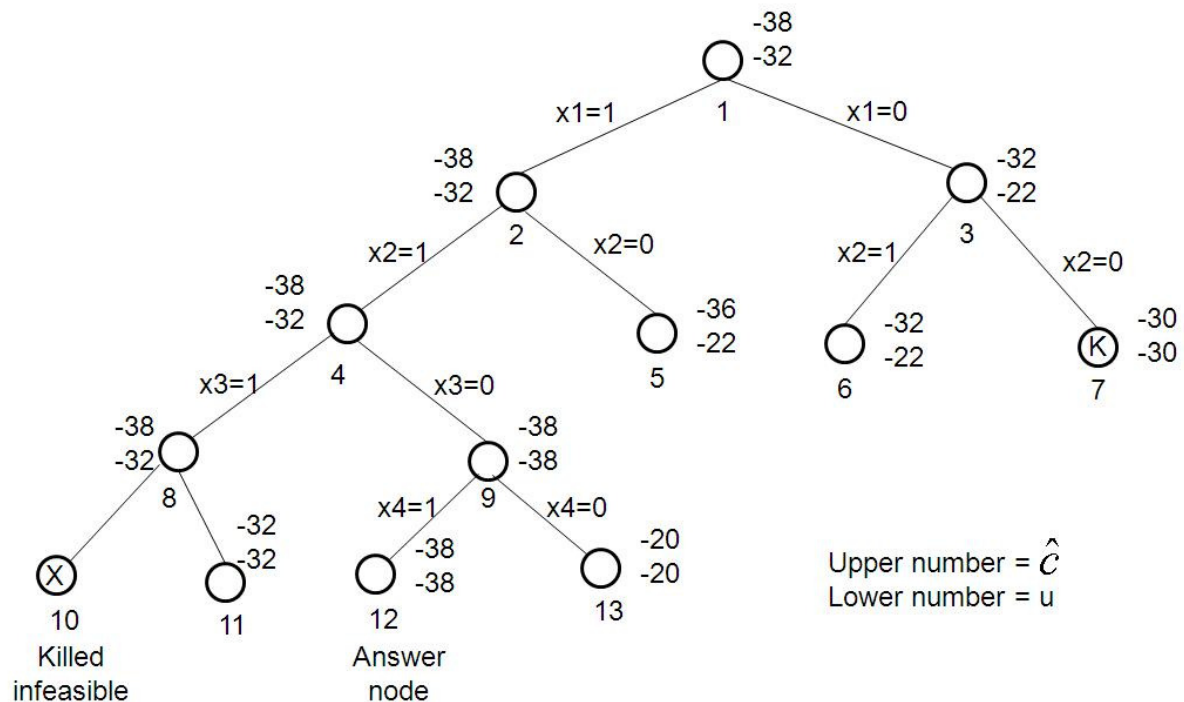 -38
-32
1
x1=1
x1=0
-38
-32
2
-32
-22
3
x2=1
x2=0
x2=1
x2=0
-38
-32
4
-36
-22
5
-32
-22
6
K
-30
-30
7
x3=1
x3=0
-38
-32
8
-38
-38
9
x4=1
x4=0
X
10
Killed
infeasible
-32
-32
11
-38
-38
12
Answer
node
-20
-20
13
Upper number = ĉ
Lower number = u